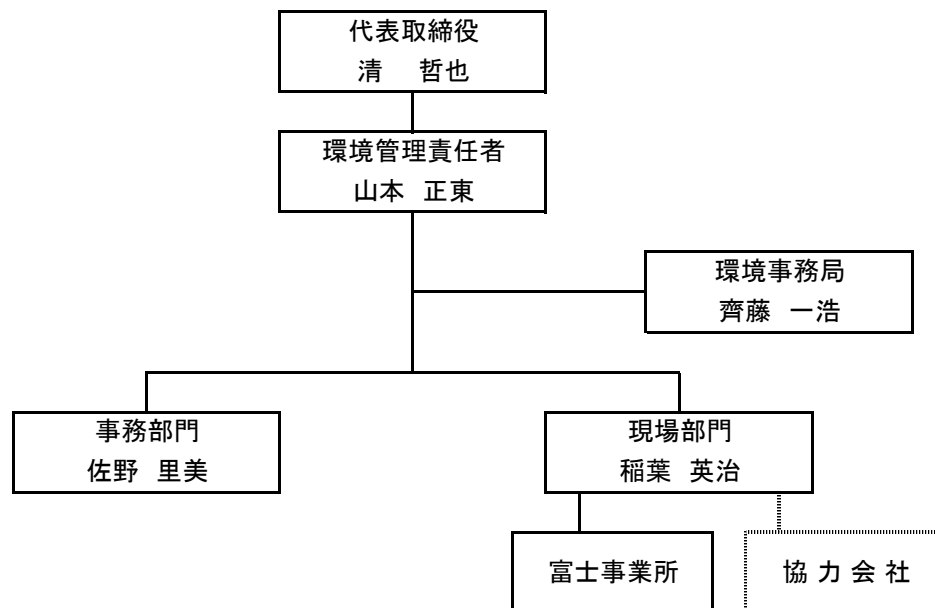 代表取締役
清 哲也
環境管理責任者
山本 正東
環境事務局
齊藤 一浩
事務部門
佐野 里美
現場部門
稲葉 英治
富士事業所
協 力 会 社